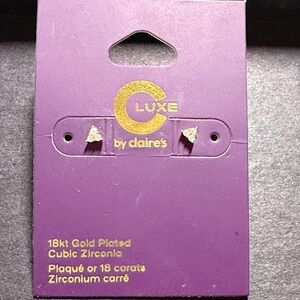 C LUXE
by claire's
18kt Gold Plated
Cubic Zirconia
Plaqué or 18 carats
Zirconium carré